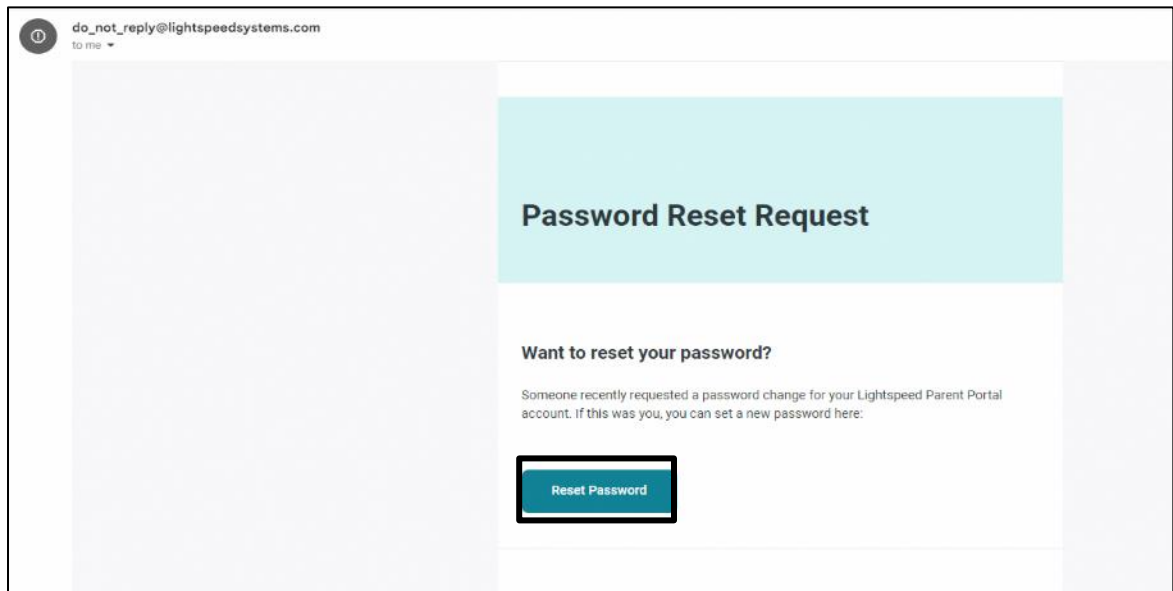 do_not_reply@lightspeedsystems.com
to me
Password Reset Request
Want to reset your password?
Someone recently requested a password change for your Lightspeed Parent Portal
account. If this was you, you can set a new password here:
Reset Password